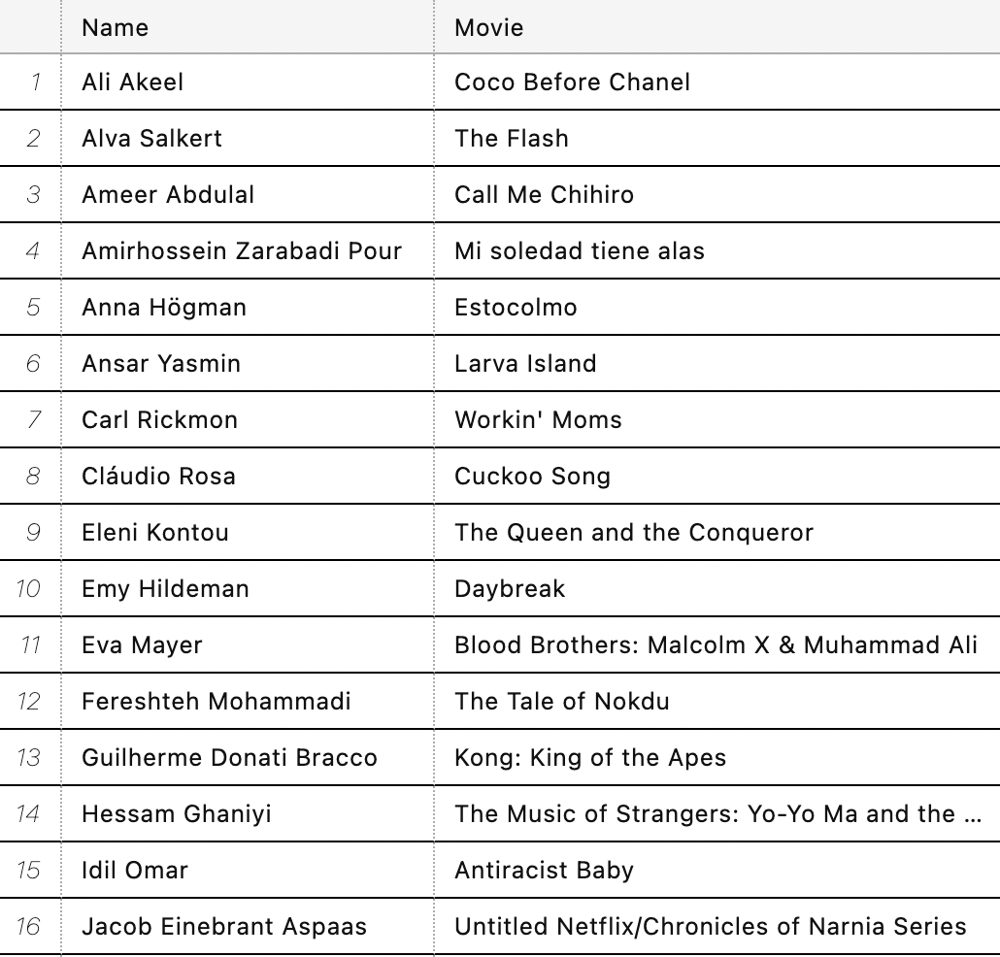 Name Movie
1 Ali Akeel Coco Before Chanel
2 Alva Salkert The Flash
3 Ameer Abdulal Call Me Chihiro
4 Amirhossein Zarabadi Pour Mi soledad tiene alas
5 Anna Högman Estocolmo
6 Ansar Yasmin Larva Island
7 Carl Rickmon Workin' Moms
8 Cláudio Rosa Cuckoo Song
9 Eleni Kontou The Queen and the Conqueror
10 Emy Hildeman Daybreak
11 Eva Mayer Blood Brothers: Malcolm X & Muhammad Ali
12 Fereshteh Mohammadi The Tale of Nokdu
13 Guilherme Donati Bracco Kong: King of the Apes
14 Hessam Ghaniyi The Music of Strangers: Yo-Yo Ma and the ...
15 Idil Omar Antiracist Baby
16 Jacob Einebrant Aspaas Untitled Netflix/Chronicles of Narnia Series